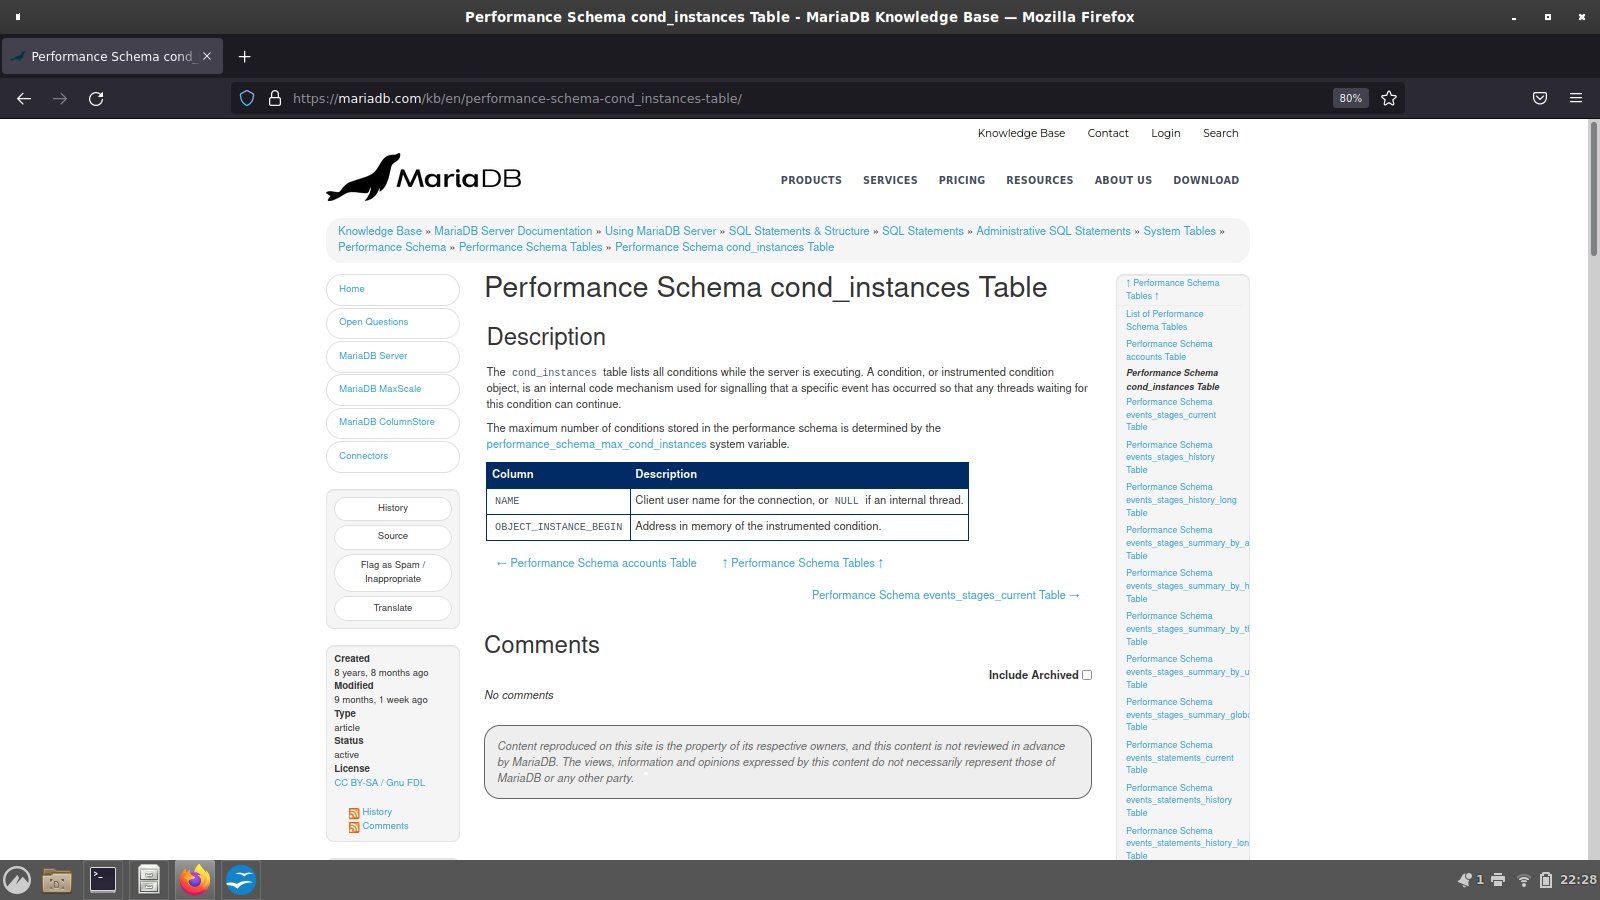 Performance Schema cond_instances Table - MariaDB Knowledge Base — Mozilla Firefox
Performance Schema cond_
https://mariadb.com/kb/en/performance-schema-cond_instances-table/
80%
Knowledge Base Contact Login Search
MariaDB
PRODUCTS SERVICES PRICING RESOURCES ABOUT US DOWNLOAD
Knowledge Base » MariaDB Server Documentation » Using MariaDB Server » SQL Statements & Structure » SQL Statements » Administrative SQL Statements » System Tables »
Performance Schema » Performance Schema Tables » Performance Schema cond_instances Table
Home
Open Questions
MariaDB Server
MariaDB MaxScale
MariaDB ColumnStore
Connectors
History
Source
Flag as Spam /
Inappropriate
Translate
Created
8 years, 8 months ago
Modified
9 months, 1 week ago
Type
article
Status
active
License
CC BY-SA / Gnu FDL
History
Comments
Performance Schema cond_instances Table
Description
The cond_instances table lists all conditions while the server is executing. A condition, or instrumented condition
object, is an internal code mechanism used for signalling that a specific event has occurred so that any threads waiting for
this condition can continue.
The maximum number of conditions stored in the performance schema is determined by the
performance_schema_max_cond_instances system variable.
Column Description
NAME Client user name for the connection, or NULL if an internal thread.
OBJECT_INSTANCE_BEGIN Address in memory of the instrumented condition.
← Performance Schema accounts Table ↑ Performance Schema Tables ↑
Performance Schema events_stages_current Table →
Comments
Include Archived
No comments
Content reproduced on this site is the property of its respective owners, and this content is not reviewed in advance
by MariaDB. The views, information and opinions expressed by this content do not necessarily represent those of
MariaDB or any other party.
↑ Performance Schema
Tables ↑
List of Performance
Schema Tables
Performance Schema
accounts Table
Performance Schema
cond_instances Table
Performance Schema
events_stages_current
Table
Performance Schema
events_stages_history
Table
Performance Schema
events_stages_history_long
Table
Performance Schema
events_stages_summary_by_a
Table
Performance Schema
events_stages_summary_by_h
Table
Performance Schema
events_stages_summary_by_th
Table
Performance Schema
events_stages_summary_by_u
Table
Performance Schema
events_stages_summary_globa
Table
Performance Schema
events_statements_current
Table
Performance Schema
events_statements_history
Table
Performance Schema
events_statements_history_lon
Table
1
22:28